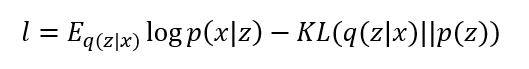 l = E_{q(z|x)} log p(x|z) − KL(q(z|x)||p(z))